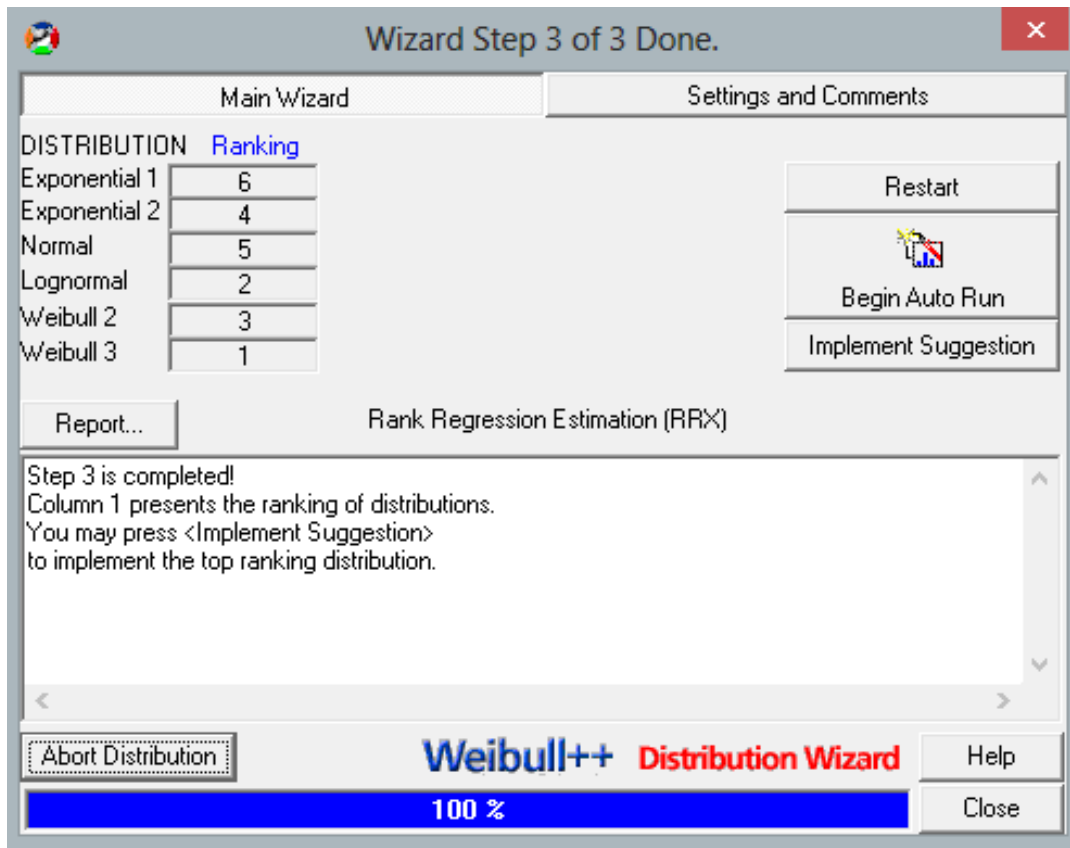 Wizard Step 3 of 3 Done.
Main Wizard Settings and Comments
DISTRIBUTION Ranking
Exponential 1 6
Exponential 2 4
Normal 5
Lognormal 2
Weibull 2 3
Weibull 3 1
Restart
Begin Auto Run
Implement Suggestion
Report... Rank Regression Estimation (RRX)
Step 3 is completed!
Column 1 presents the ranking of distributions.
You may press <Implement Suggestion>
to implement the top ranking distribution.
Abort Distribution Weibull++ Distribution Wizard Help
100 % Close